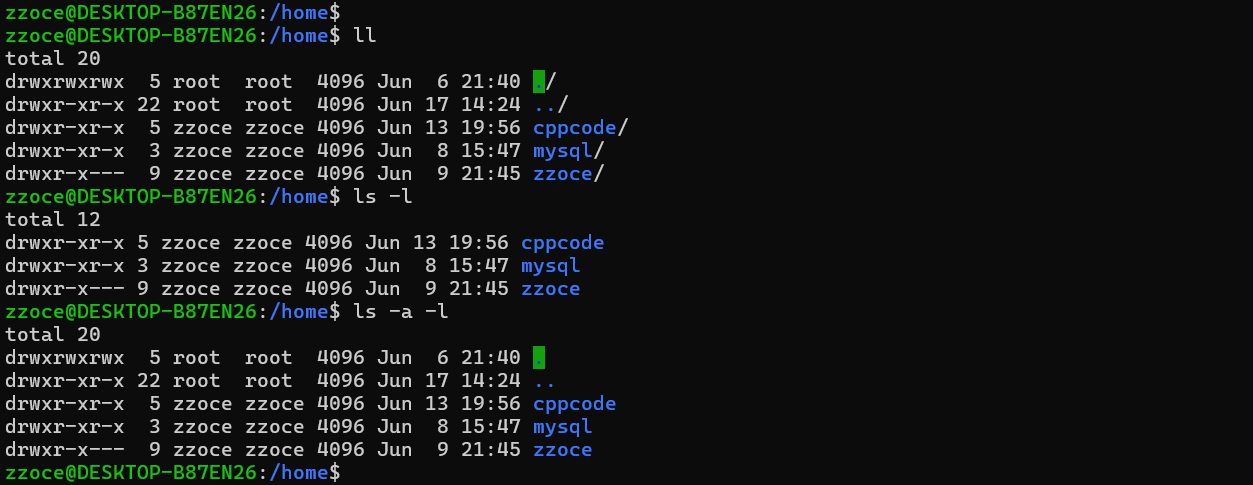 zzoce@DESKTOP-B87EN26:/home$
zzoce@DESKTOP-B87EN26:/home$ ll
total 20
drwxrwxrwx  5 root  root  4096 Jun  6 21:40 ./
drwxr-xr-x 22 root  root  4096 Jun 17 14:24 ../
drwxr-xr-x  5 zzoce zzoce 4096 Jun 13 19:56 cppcode/
drwxr-xr-x  3 zzoce zzoce 4096 Jun  8 15:47 mysql/
drwxr-x---  9 zzoce zzoce 4096 Jun  9 21:45 zzoce/
zzoce@DESKTOP-B87EN26:/home$ ls -l
total 12
drwxr-xr-x 5 zzoce zzoce 4096 Jun 13 19:56 cppcode
drwxr-xr-x 3 zzoce zzoce 4096 Jun  8 15:47 mysql
drwxr-x--- 9 zzoce zzoce 4096 Jun  9 21:45 zzoce
zzoce@DESKTOP-B87EN26:/home$ ls -a -l
total 20
drwxrwxrwx  5 root  root  4096 Jun  6 21:40 .
drwxr-xr-x 22 root  root  4096 Jun 17 14:24 ..
drwxr-xr-x  5 zzoce zzoce 4096 Jun 13 19:56 cppcode
drwxr-xr-x  3 zzoce zzoce 4096 Jun  8 15:47 mysql
drwxr-x---  9 zzoce zzoce 4096 Jun  9 21:45 zzoce
zzoce@DESKTOP-B87EN26:/home$